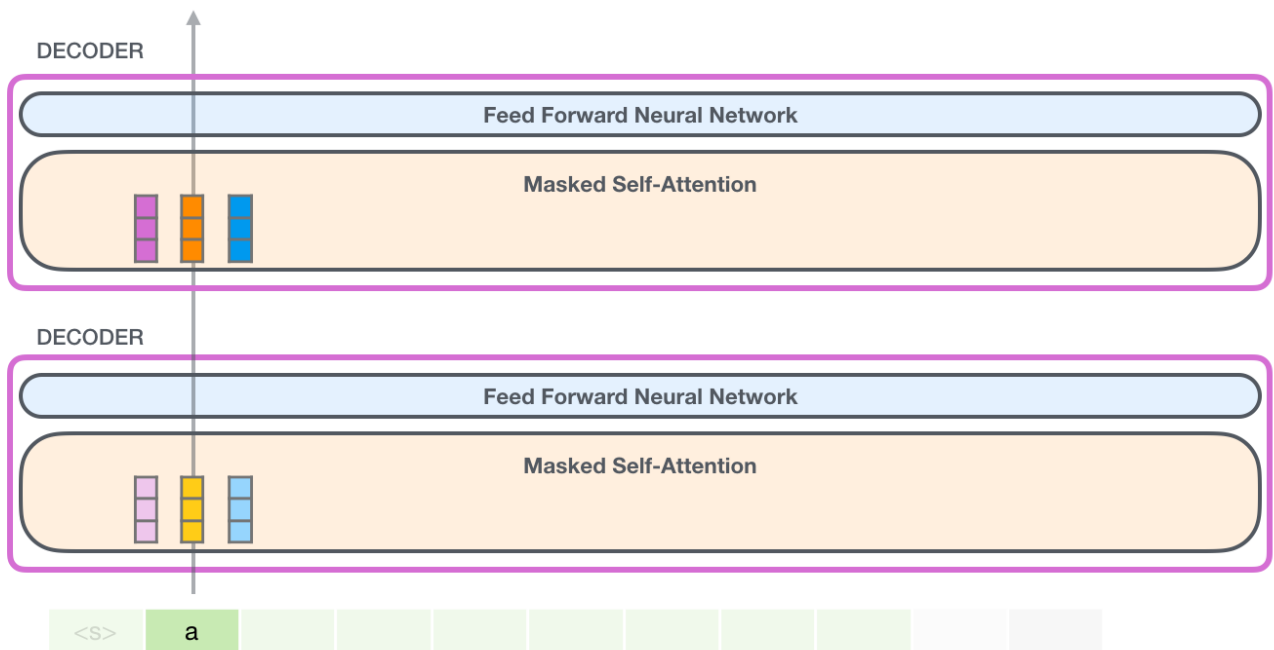 DECODER
Feed Forward Neural Network
Masked Self-Attention
DECODER
Feed Forward Neural Network
Masked Self-Attention
<s> a